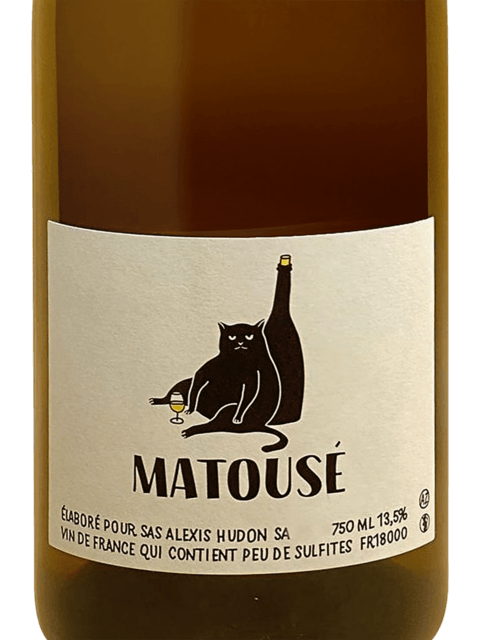 MATOUSÉ
ÉLABORÉ POUR SAS ALEXIS HUDON SA 750 ML 13,5%
VIN DE FRANCE QUI CONTIENT PEU DE SULFITES FR18000